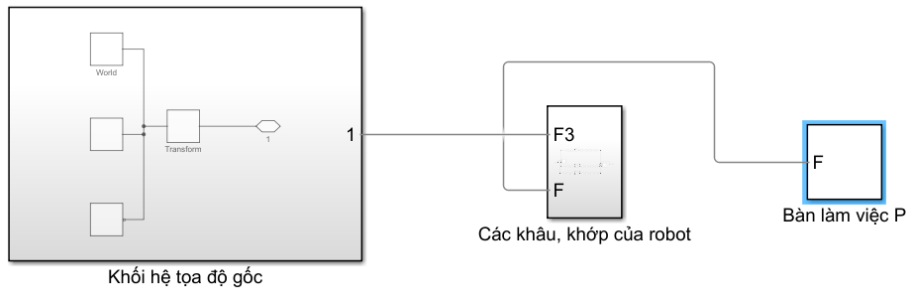 World
Transform
1
1
F3
F
F
Khối hệ tọa độ gốc
Các khâu, khớp của robot
Bàn làm việc P